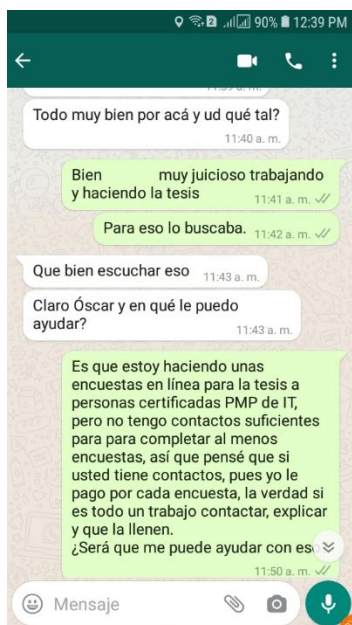 90% 12:39 PM
Todo muy bien por acá y ud qué tal?
11:40 a. m.
Bien muy juicioso trabajando
y haciendo la tesis
11:41 a. m.
Para eso lo buscaba.
11:42 a. m.
Que bien escuchar eso
11:43 a. m.
Claro Óscar y en qué le puedo
ayudar?
11:43 a. m.
Es que estoy haciendo unas
encuestas en línea para la tesis a
personas certificadas PMP de IT,
pero no tengo contactos suficientes
para para completar al menos
encuestas, así que pensé que si
usted tiene contactos, pues yo le
pago por cada encuesta, la verdad si
es todo un trabajo contactar, explicar
y que la llenen.
¿Será que me puede ayudar con
11:50 a. m.
Mensaje